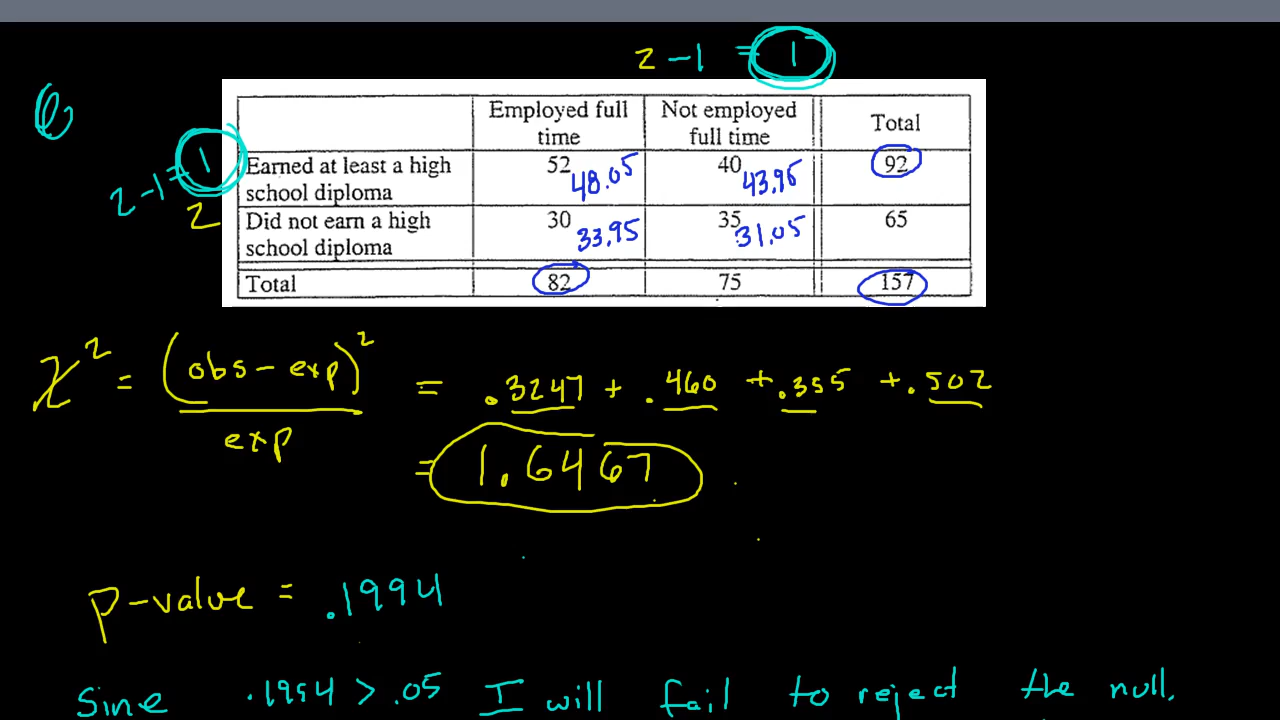 2 - 1 = 1
6
Employed full time
Not employed full time
Total
2 - 1 = 1
2
Earned at least a high school diploma
52 48.05
40 43.95
92
Did not earn a high school diploma
30 33.95
35 31.05
65
Total
82
75
157
χ² = (obs - exp)² / exp = .3247 + .460 + .355 + .502
= 1.6467
P-value = .1994
Sine .1994 > .05 I will fail to reject the null.